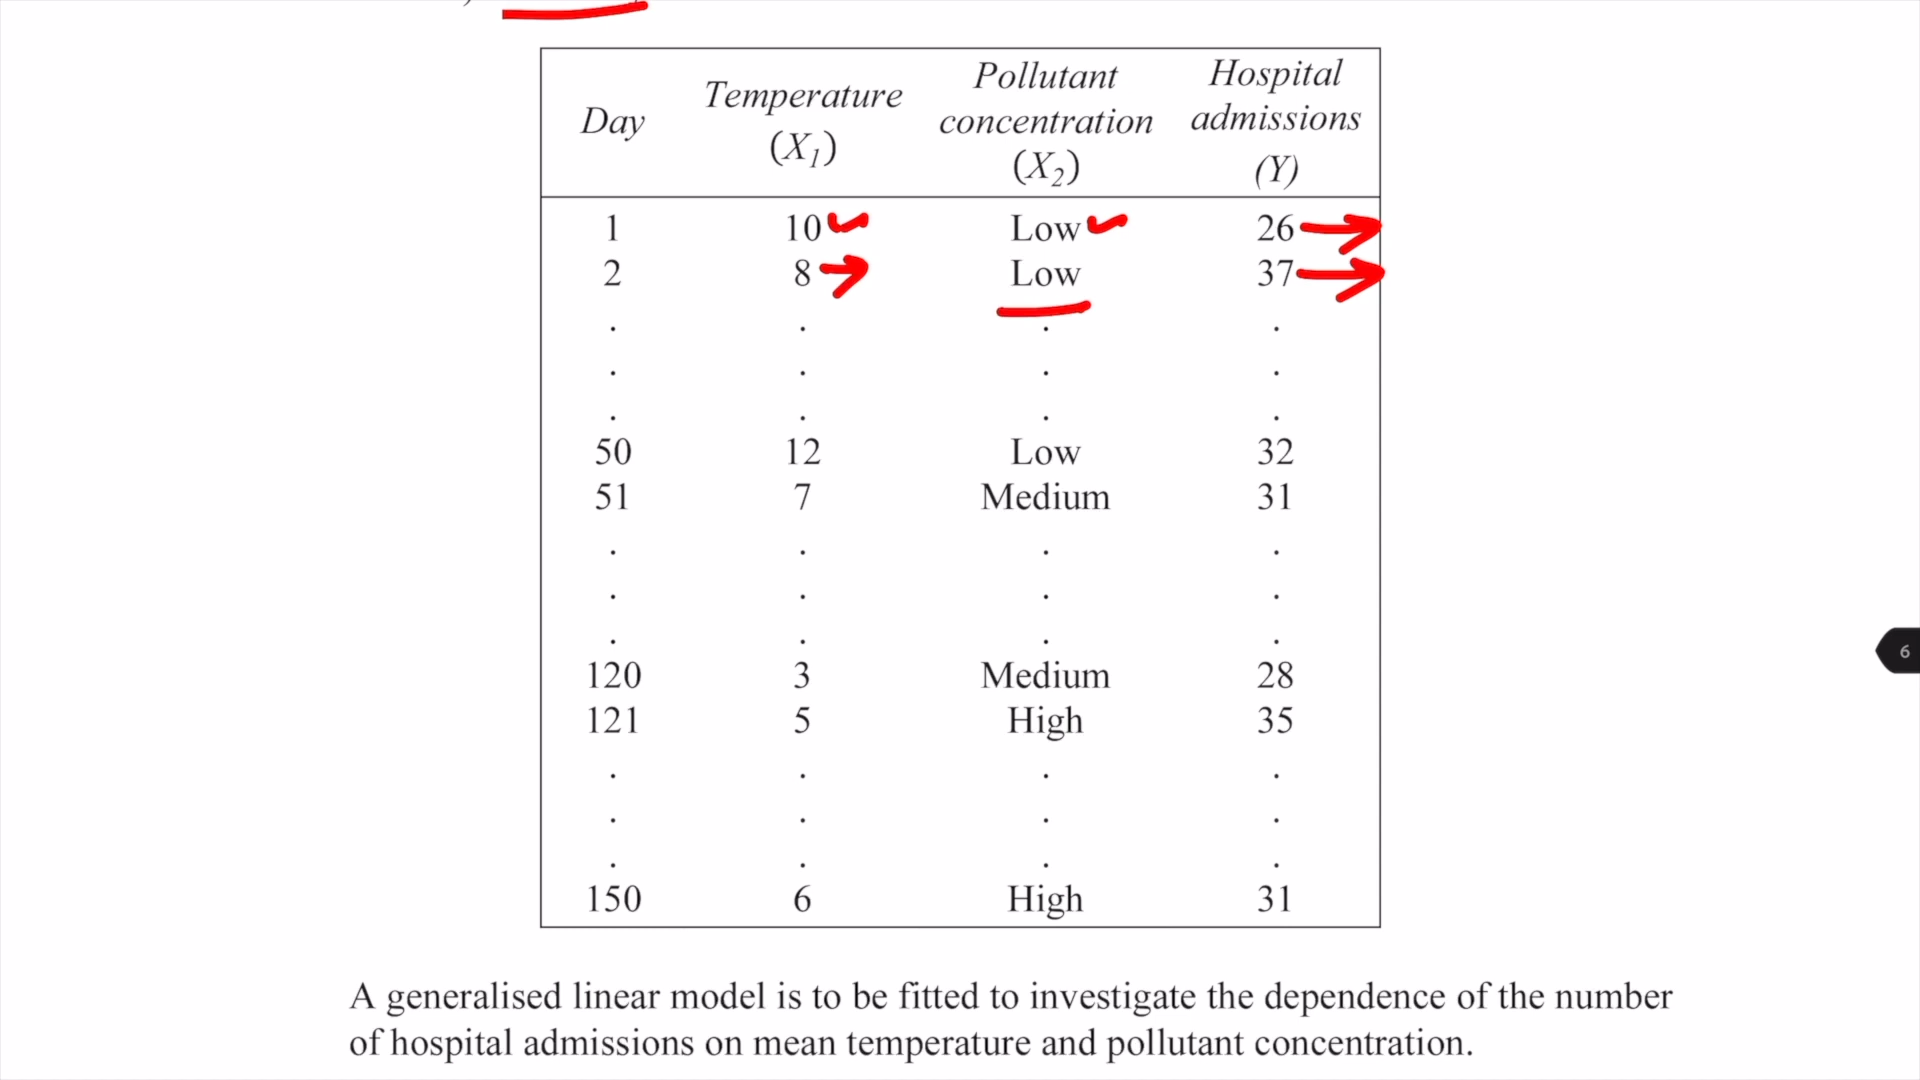 Day Temperature (X1) Pollutant concentration (X2) Hospital admissions (Y)
1 10 Low 26
2 8 Low 37
. . . .
. . . .
. . . .
50 12 Low 32
51 7 Medium 31
. . . .
. . . .
. . . .
120 3 Medium 28
121 5 High 35
. . . .
. . . .
. . . .
150 6 High 31
A generalised linear model is to be fitted to investigate the dependence of the number
of hospital admissions on mean temperature and pollutant concentration.
6